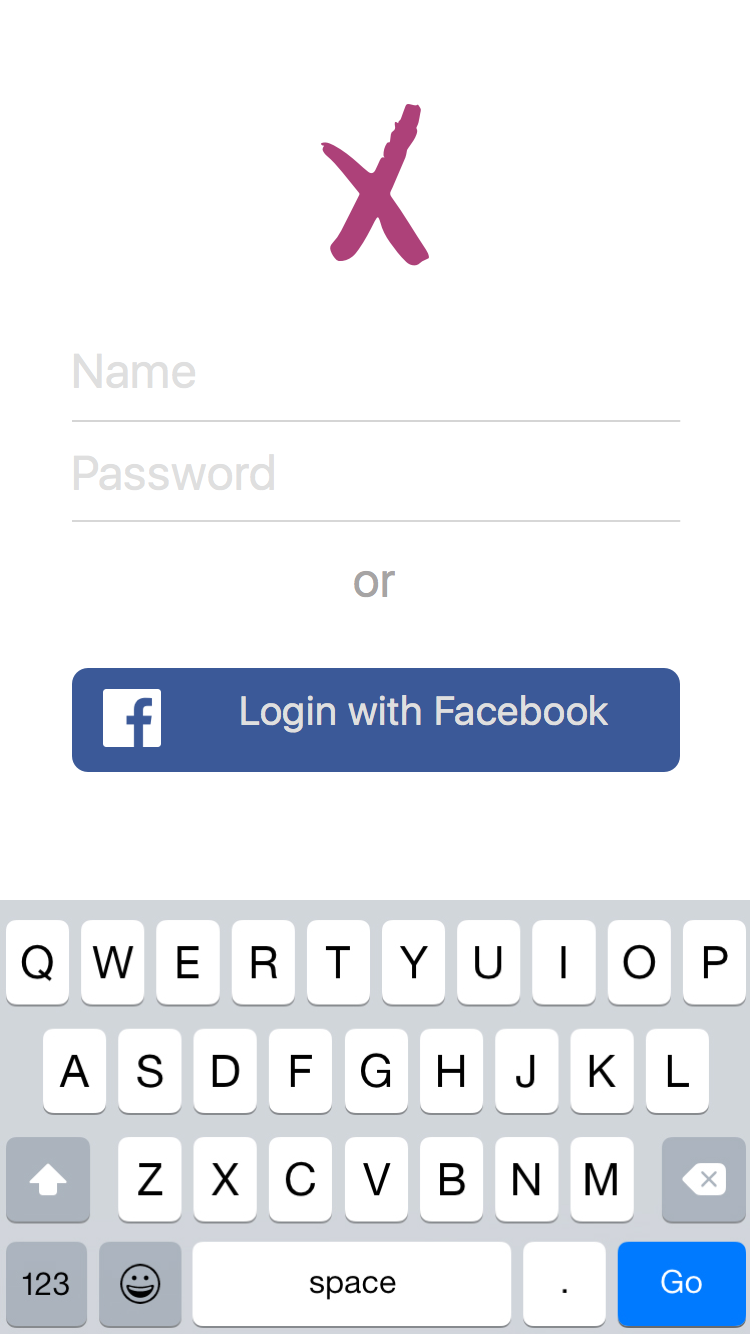 X
Name
Password
or
f Login with Facebook
Q W E R T Y U I O P
A S D F G H J K L
Z X C V B N M
123 space . Go